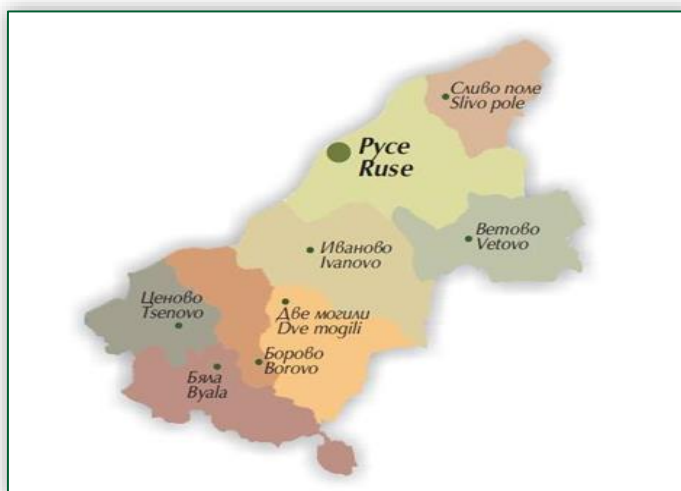 Сливо поле
Slivo pole
Русе
Ruse
Ветово
Vetovo
Иваново
Ivanovo
Ценово
Tsenovo
Две могили
Dve mogili
Борово
Borovo
Бяла
Byala